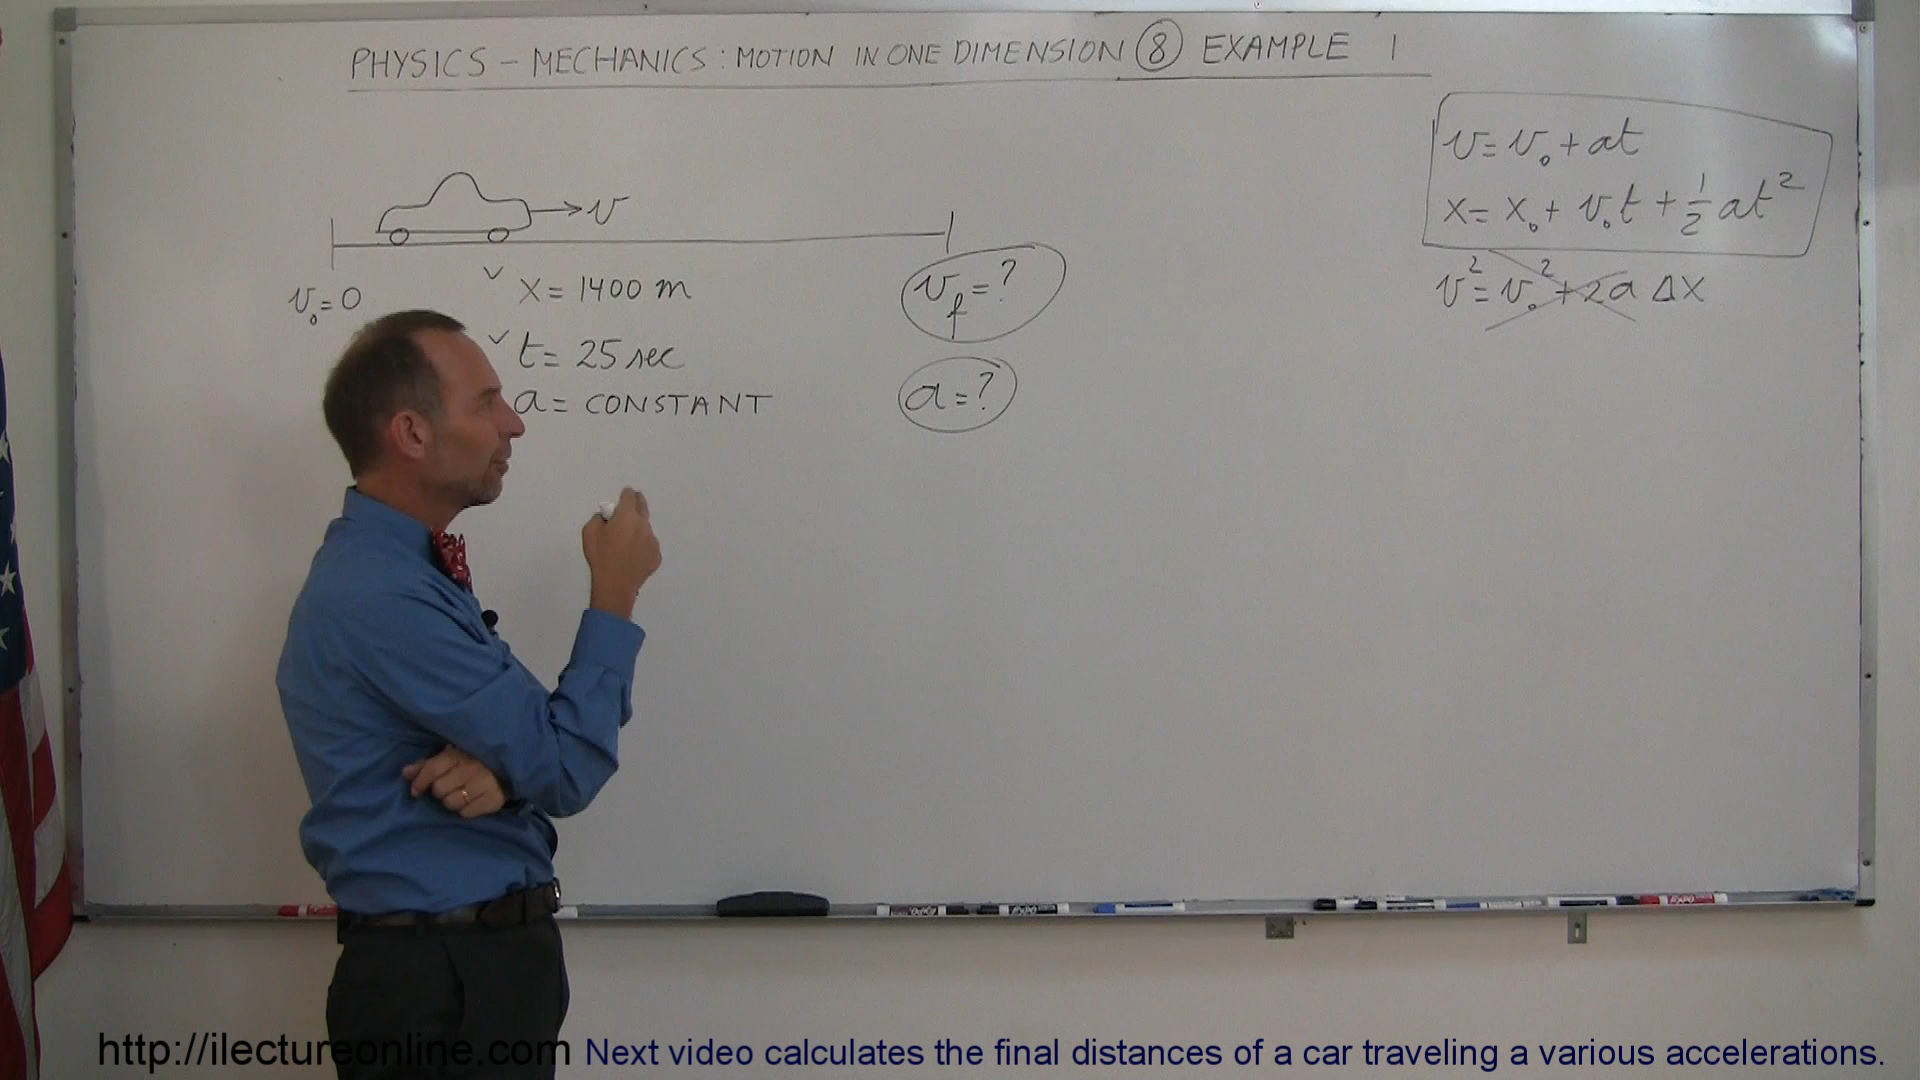 PHYSICS - MECHANICS: MOTION IN ONE DIMENSION ⑧ EXAMPLE 1
v = v₀ + at
x = x₀ + v₀t + ½at²
v² = v₀² + 2a Δx
v
v₀ = 0
✓ x = 1400 m
v_f = ?
✓ t = 25 sec
a = CONSTANT
a = ?
http://ilectureonline.com Next video calculates the final distances of a car traveling a various accelerations.